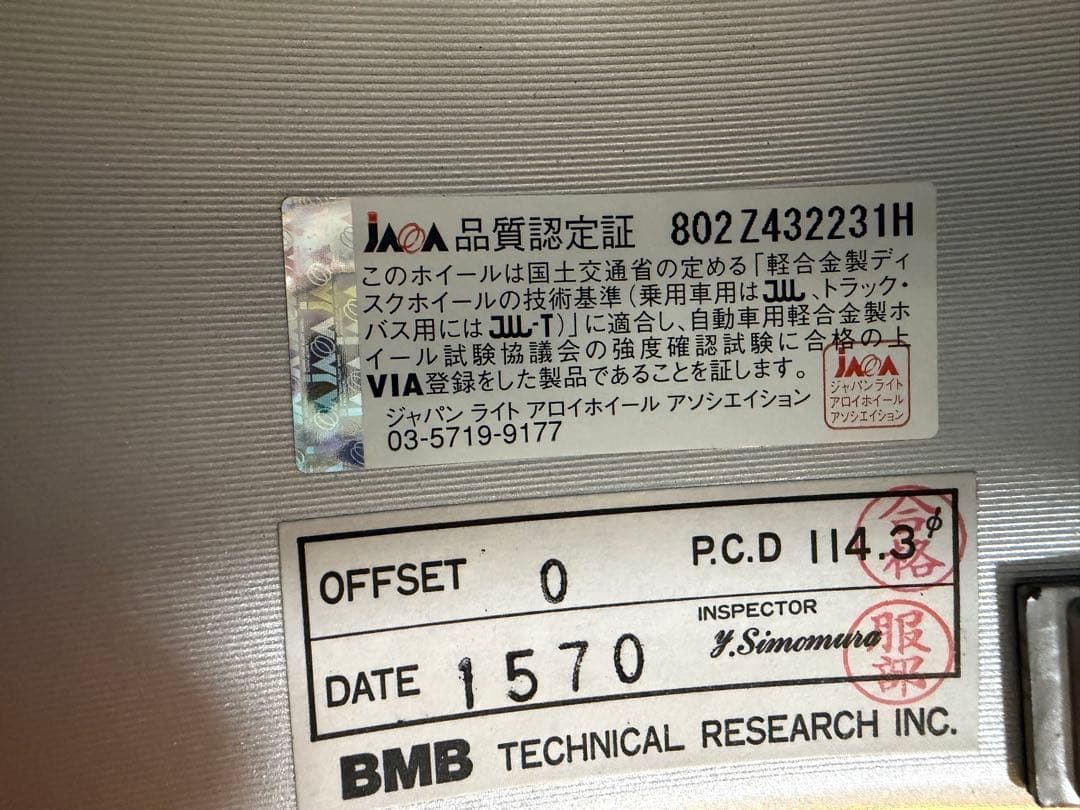 JAWA 品質認定証 802Z432231H
このホイールは国土交通省の定める「軽合金製ディ
スクホイールの技術基準(乗用車用はJWL、トラック・
バス用にはJWL-T)」に適合し、自動車用軽合金製ホ
イール試験協議会の強度確認試験に合格の上
VIA登録をした製品であることを証します。
ジャパン ライト アロイホイール アソシエイション
03-5719-9177
JAWA
ジャパンライト
アロイホイール
アソシエイション
OFFSET 0 P.C.D 114.3φ
合格
DATE 1570 INSPECTOR
Y.Simomura
服部
BMB TECHNICAL RESEARCH INC.